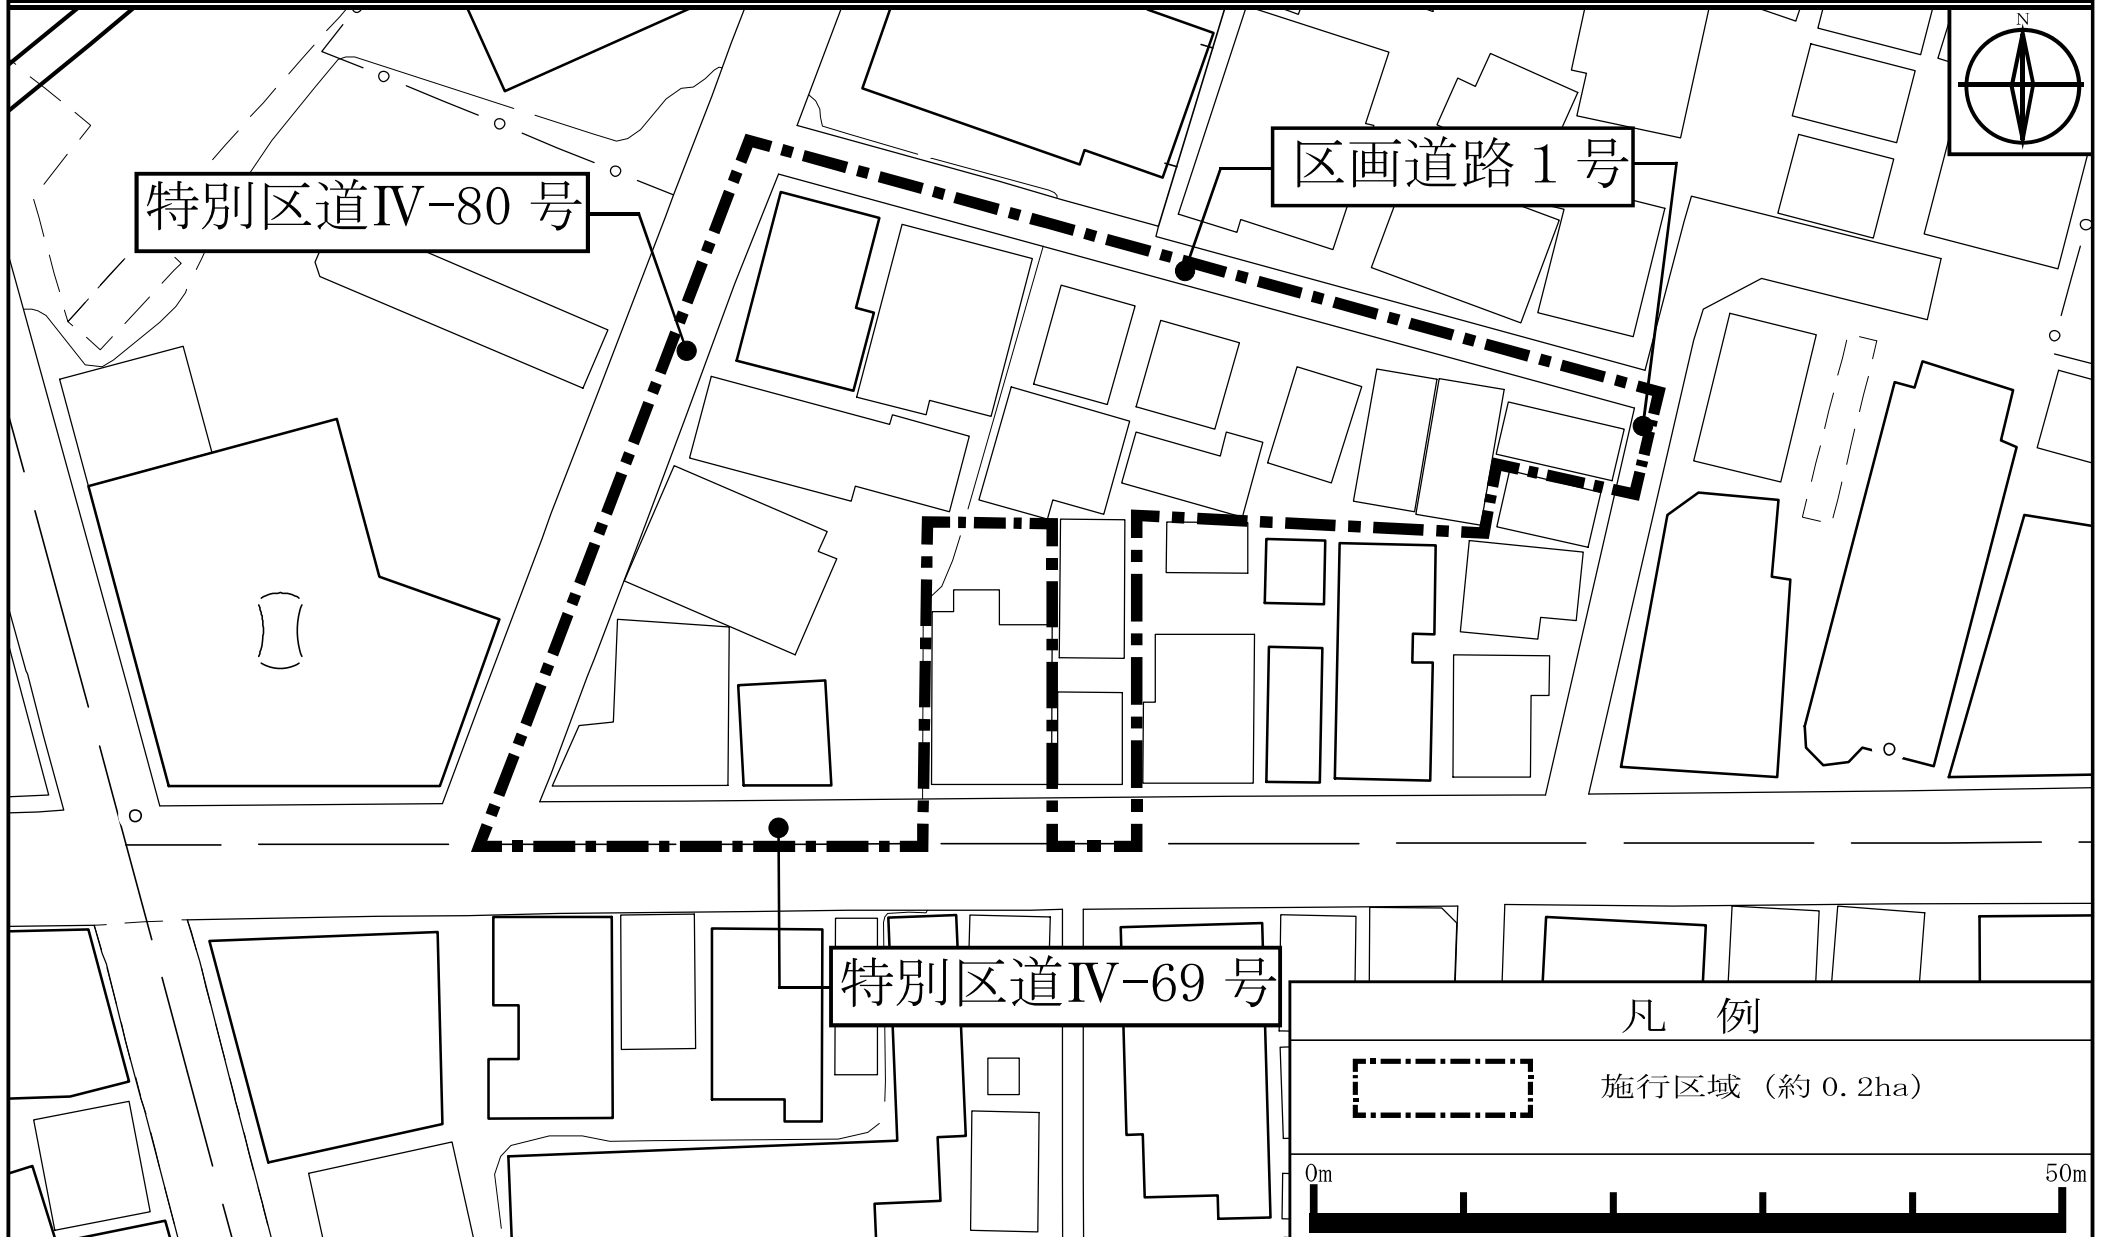 N
区画道路１号
特別区道Ⅳ-80 号
特別区道Ⅳ-69 号
凡 例
施行区域（約 0.2ha）
0m 50m